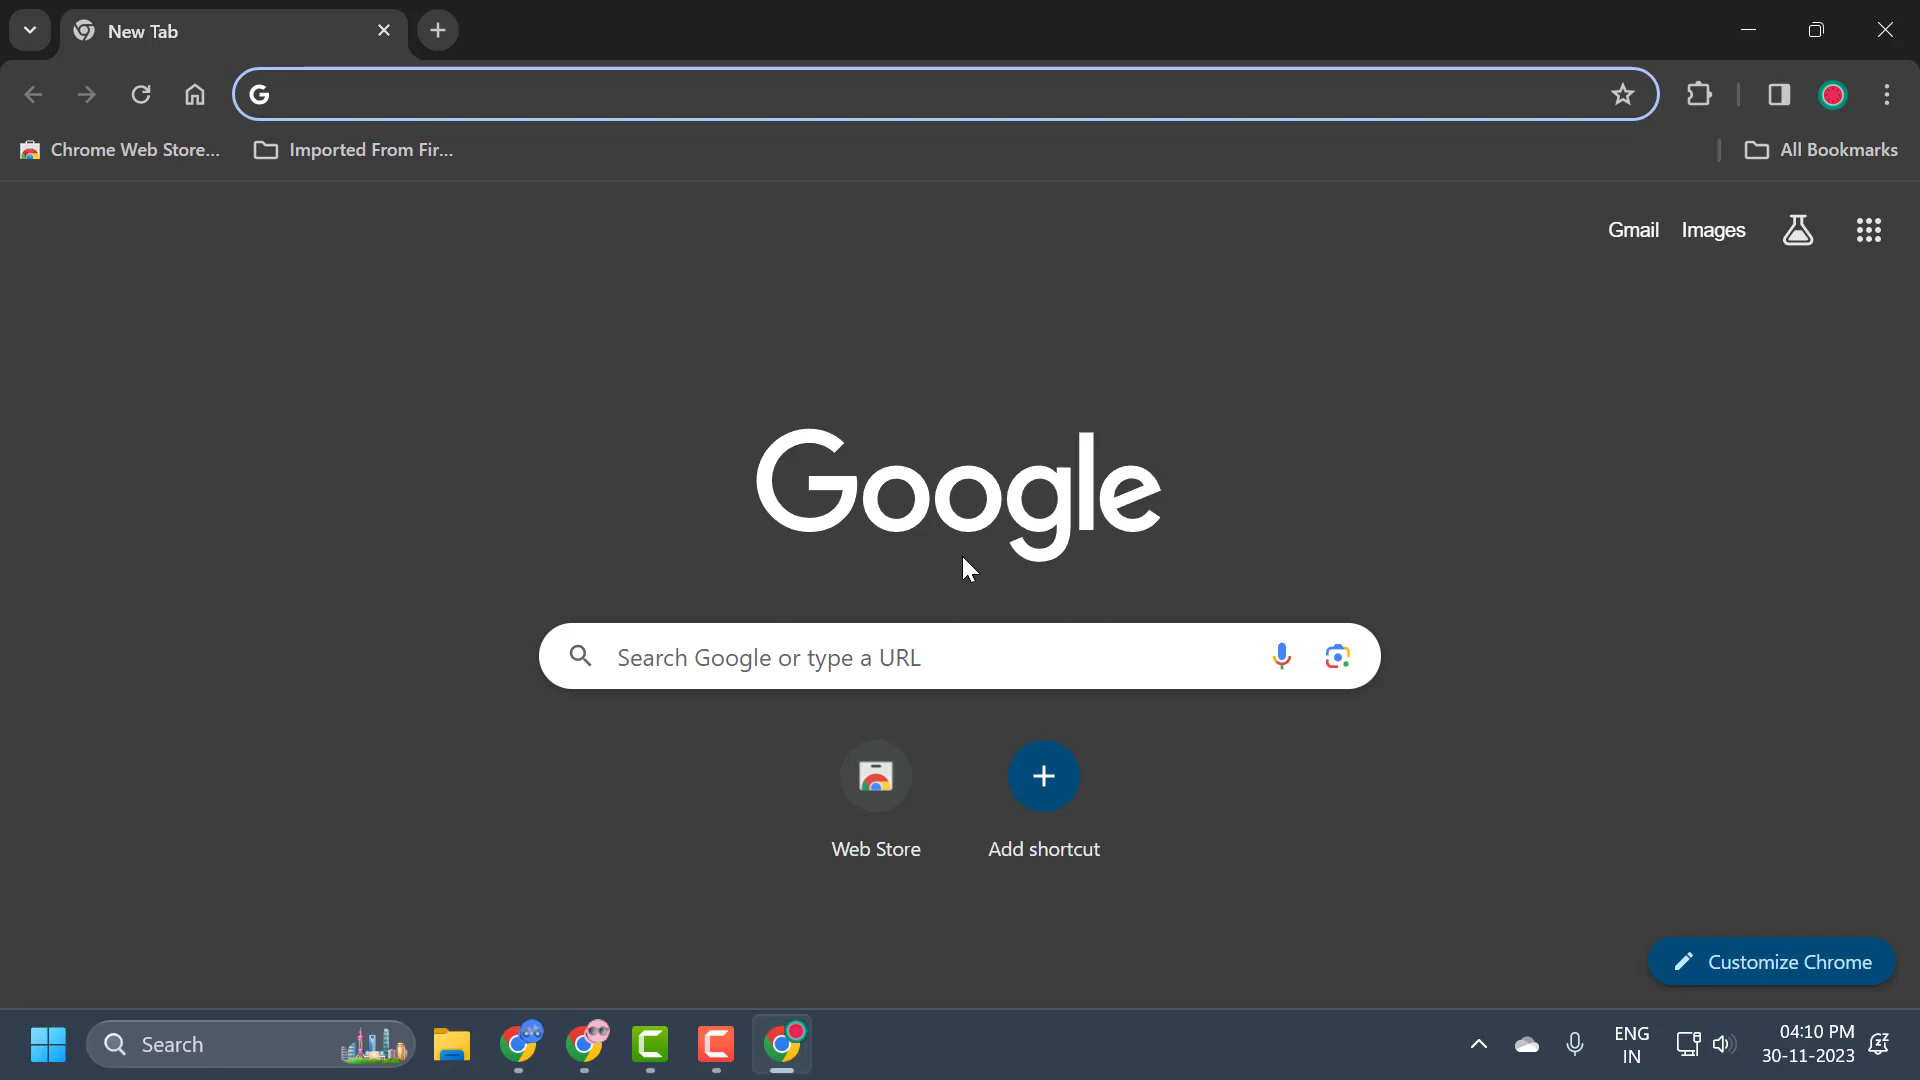 New Tab
Chrome Web Store...
Imported From Fir...
All Bookmarks
Gmail Images
Google
Search Google or type a URL
Web Store
Add shortcut
Customize Chrome
Search
ENG
IN
04:10 PM
30-11-2023